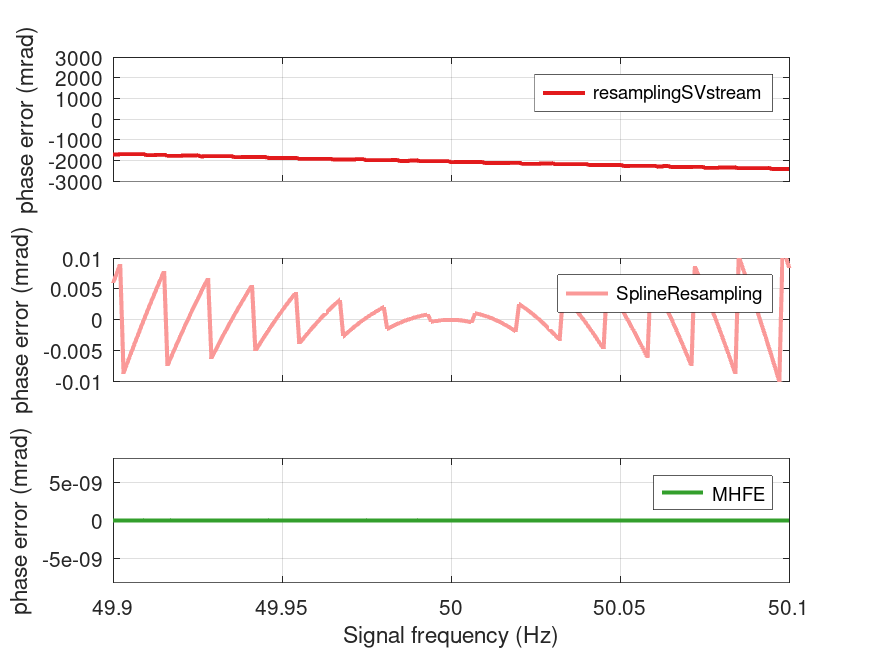 phase error (mrad)
3000
2000
1000
0
-1000
-2000
-3000
resamplingSVstream
phase error (mrad)
0.01
0.005
0
-0.005
-0.01
SplineResampling
phase error (mrad)
5e-09
0
-5e-09
MHFE
49.9 49.95 50 50.05 50.1
Signal frequency (Hz)